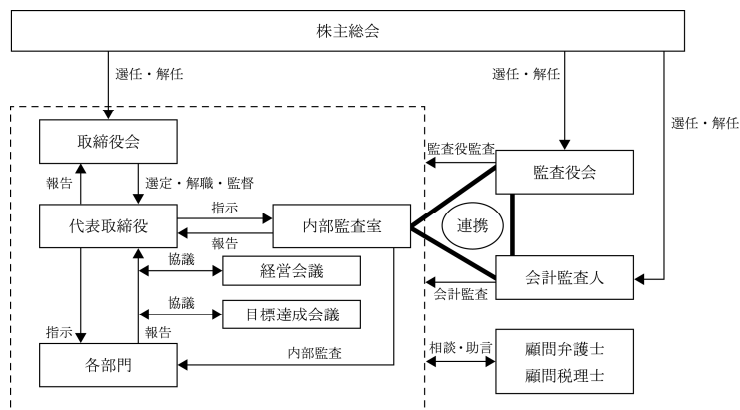 株主総会
選任・解任
選任・解任
選任・解任
取締役会
監査役監査
監査役会
報告
選定・解職・監督
代表取締役
指示
報告
内部監査室
連携
協議
経営会議
会計監査人
会計監査
協議
目標達成会議
指示
報告
内部監査
各部門
相談・助言
顧問弁護士
顧問税理士